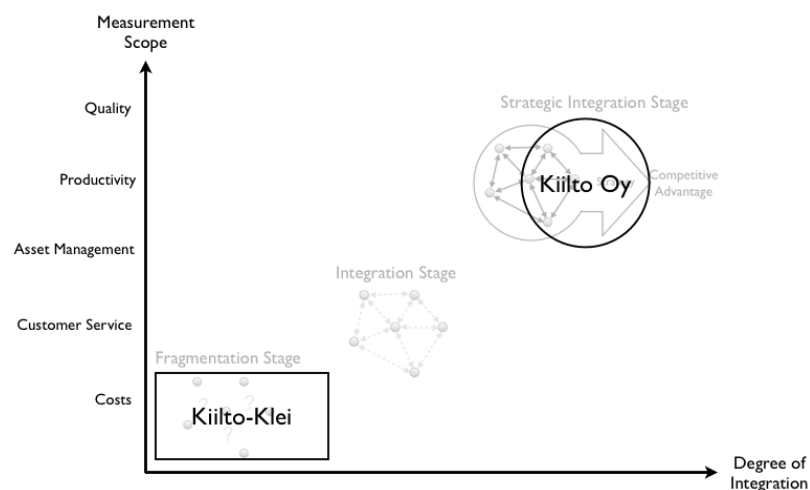 Measurement
Scope
Quality
Strategic Integration Stage
Productivity
Kiilto Oy
Competitive
Advantage
Asset Management
Integration Stage
Customer Service
Fragmentation Stage
Costs
? ?
Kiilto-Klei
?
Degree of
Integration